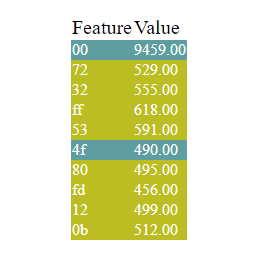 Feature Value
00 9459.00
72 529.00
32 555.00
ff 618.00
53 591.00
4f 490.00
80 495.00
fd 456.00
12 499.00
0b 512.00